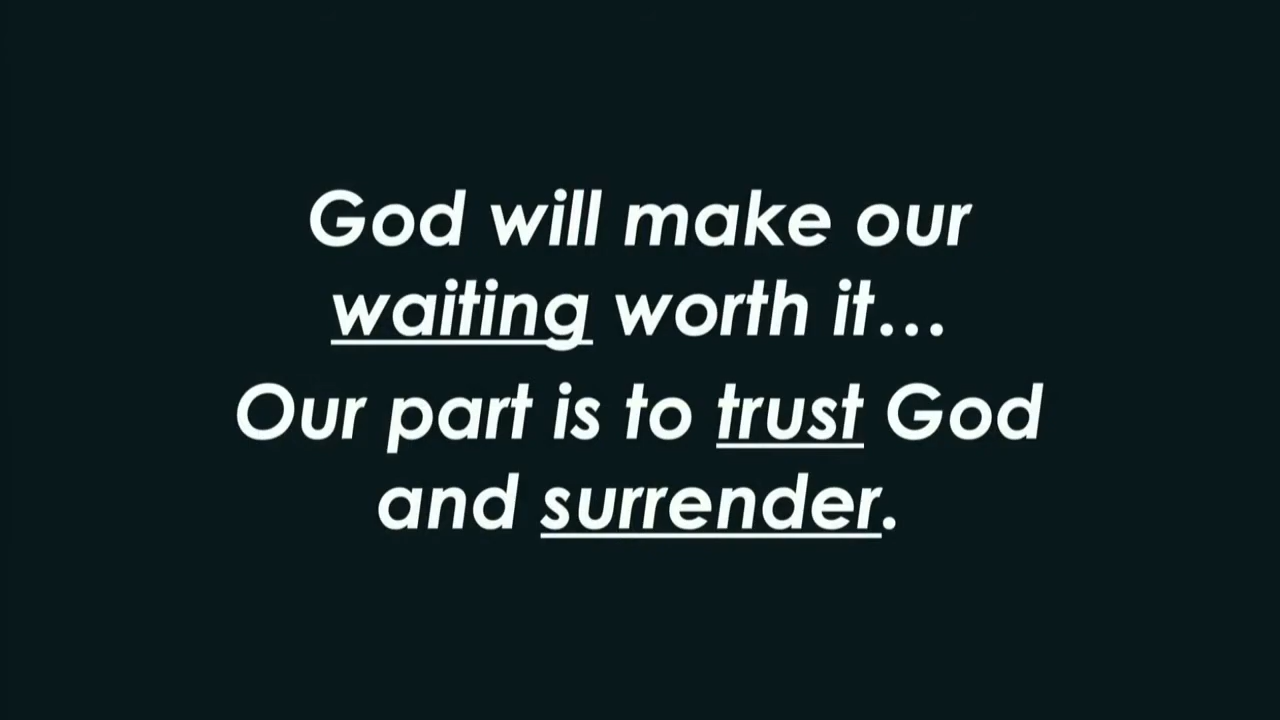 God will make our
waiting worth it...
Our part is to trust God
and surrender.